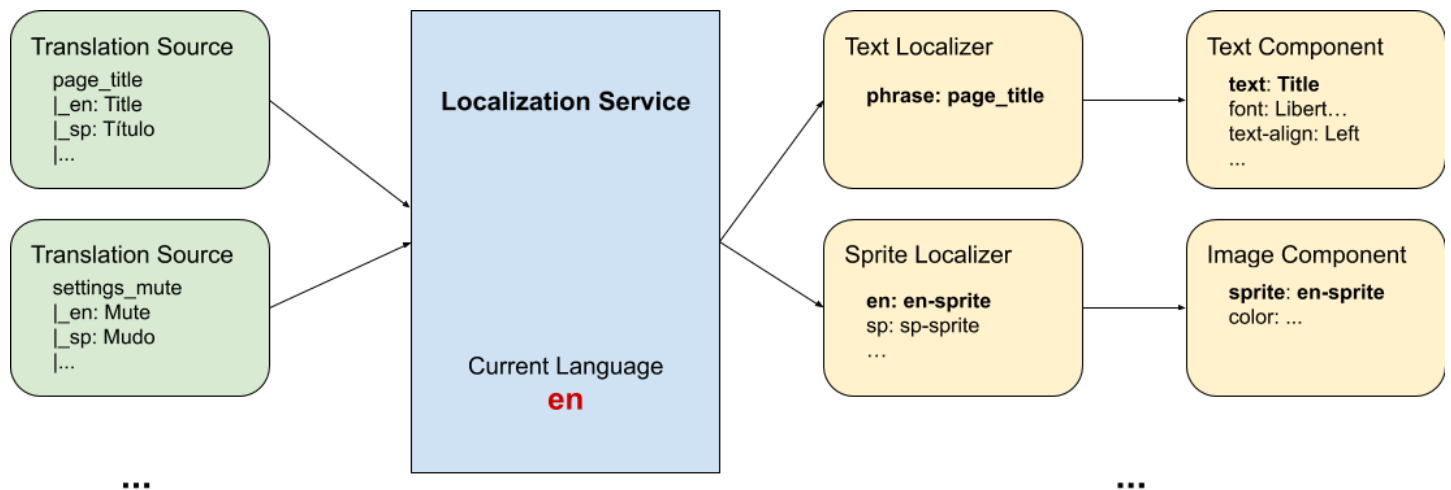 Translation Source
page_title
|_en: Title
|_sp: Título
|...
Translation Source
settings_mute
|_en: Mute
|_sp: Mudo
|...
...
Localization Service
Current Language
en
Text Localizer
phrase: page_title
Text Component
text: Title
font: Libert…
text-align: Left
...
Sprite Localizer
en: en-sprite
sp: sp-sprite
…
Image Component
sprite: en-sprite
color: ...
...